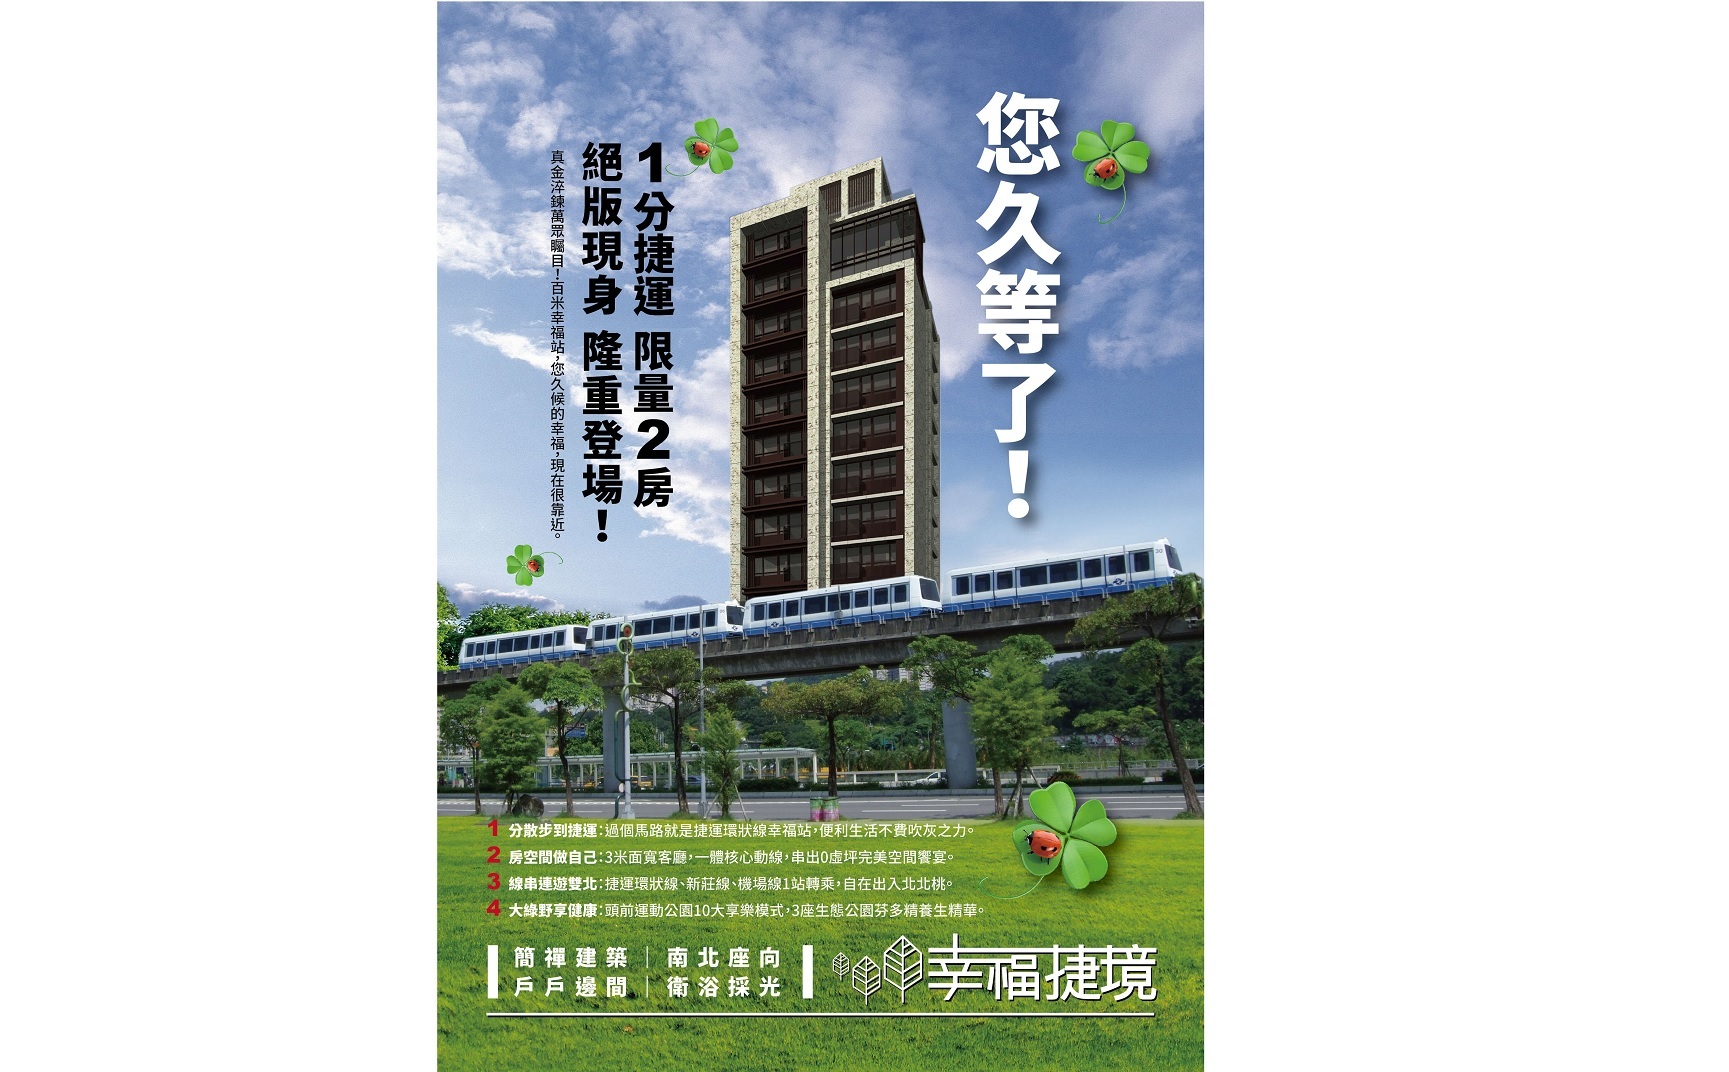 您久等了！
1分捷運 限量2房
絕版現身 隆重登場！
真金淬鍊萬眾矚目！百米幸福站，您久候的幸福，現在很靠近。
1 分散步到捷運：過個馬路就是捷運環狀線幸福站，便利生活不費吹灰之力。
2 房空間做自己：3米面寬客廳，一體核心動線，串出0虛坪完美空間饗宴。
3 線串連遊雙北：捷運環狀線、新莊線、機場線1站轉乘，自在出入北北桃。
4 大綠野享健康：頭前運動公園10大享樂模式，3座生態公園芬多精養生精華。
簡禪建築｜南北座向
戶戶邊間｜衛浴採光
幸福捷境
30